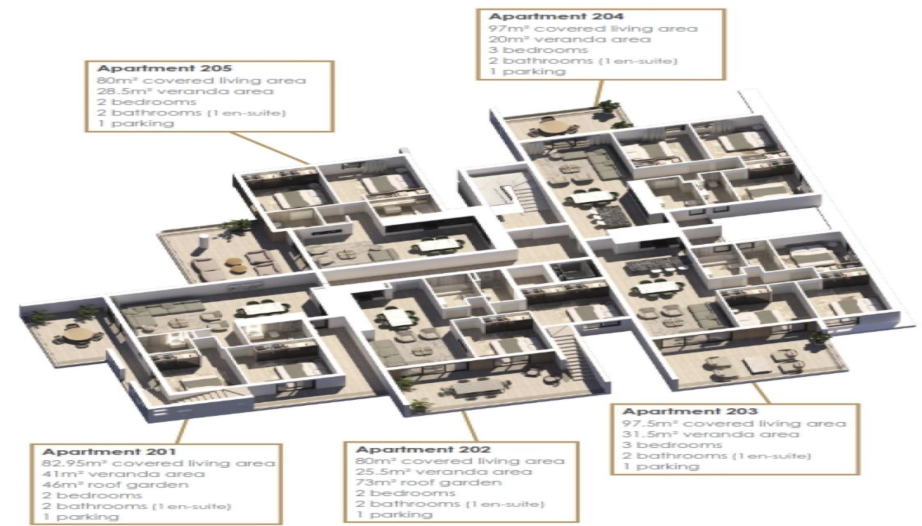 Apartment 204
97m² covered living area
20m² veranda area
3 bedrooms
2 bathrooms (1 en-suite)
1 parking
Apartment 205
80m² covered living area
28.5m² veranda area
2 bedrooms
2 bathrooms (1 en-suite)
1 parking
Apartment 201
82.95m² covered living area
41m² veranda area
46m² roof garden
2 bedrooms
2 bathrooms (1 en-suite)
1 parking
Apartment 202
80m² covered living area
25.5m² veranda area
73m² roof garden
2 bedrooms
2 bathrooms (1 en-suite)
1 parking
Apartment 203
97.5m² covered living area
31.5m² veranda area
3 bedrooms
2 bathrooms (1 en-suite)
1 parking